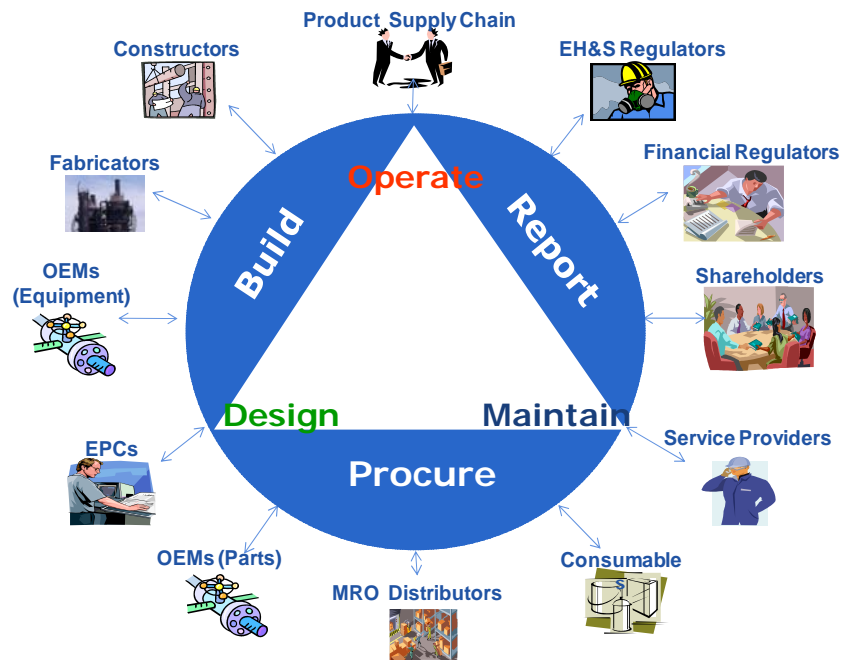 Product Supply Chain
Constructors
EH&S Regulators
Fabricators
Operate
Financial Regulators
Build
Report
OEMs
(Equipment)
Shareholders
Design
Maintain
EPCs
Procure
Service Providers
OEMs (Parts)
MRO Distributors
Consumable
s